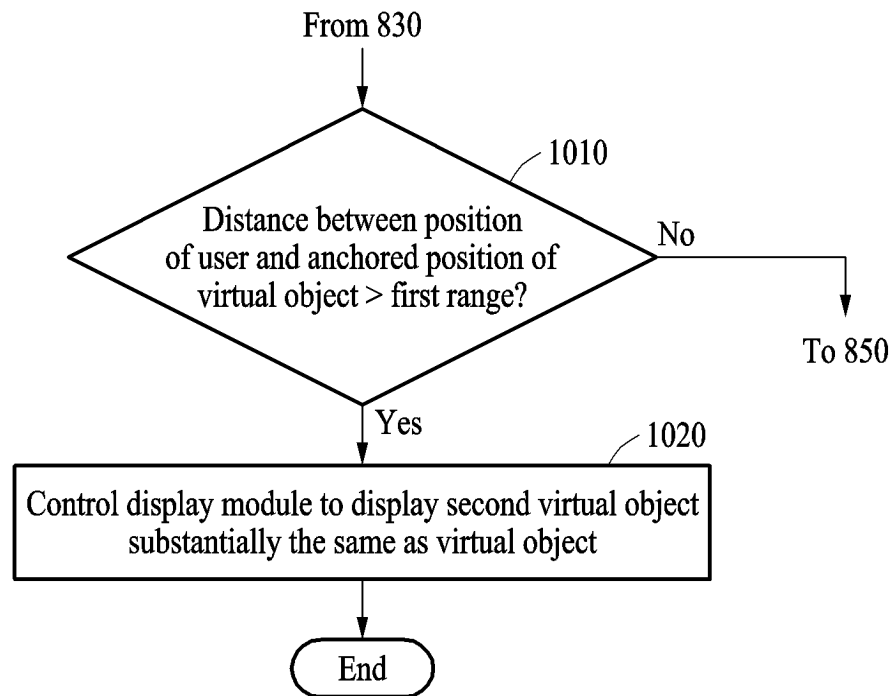 From 830
1010
Distance between position
of user and anchored position of
virtual object > first range?
No
To 850
Yes
1020
Control display module to display second virtual object
substantially the same as virtual object
End